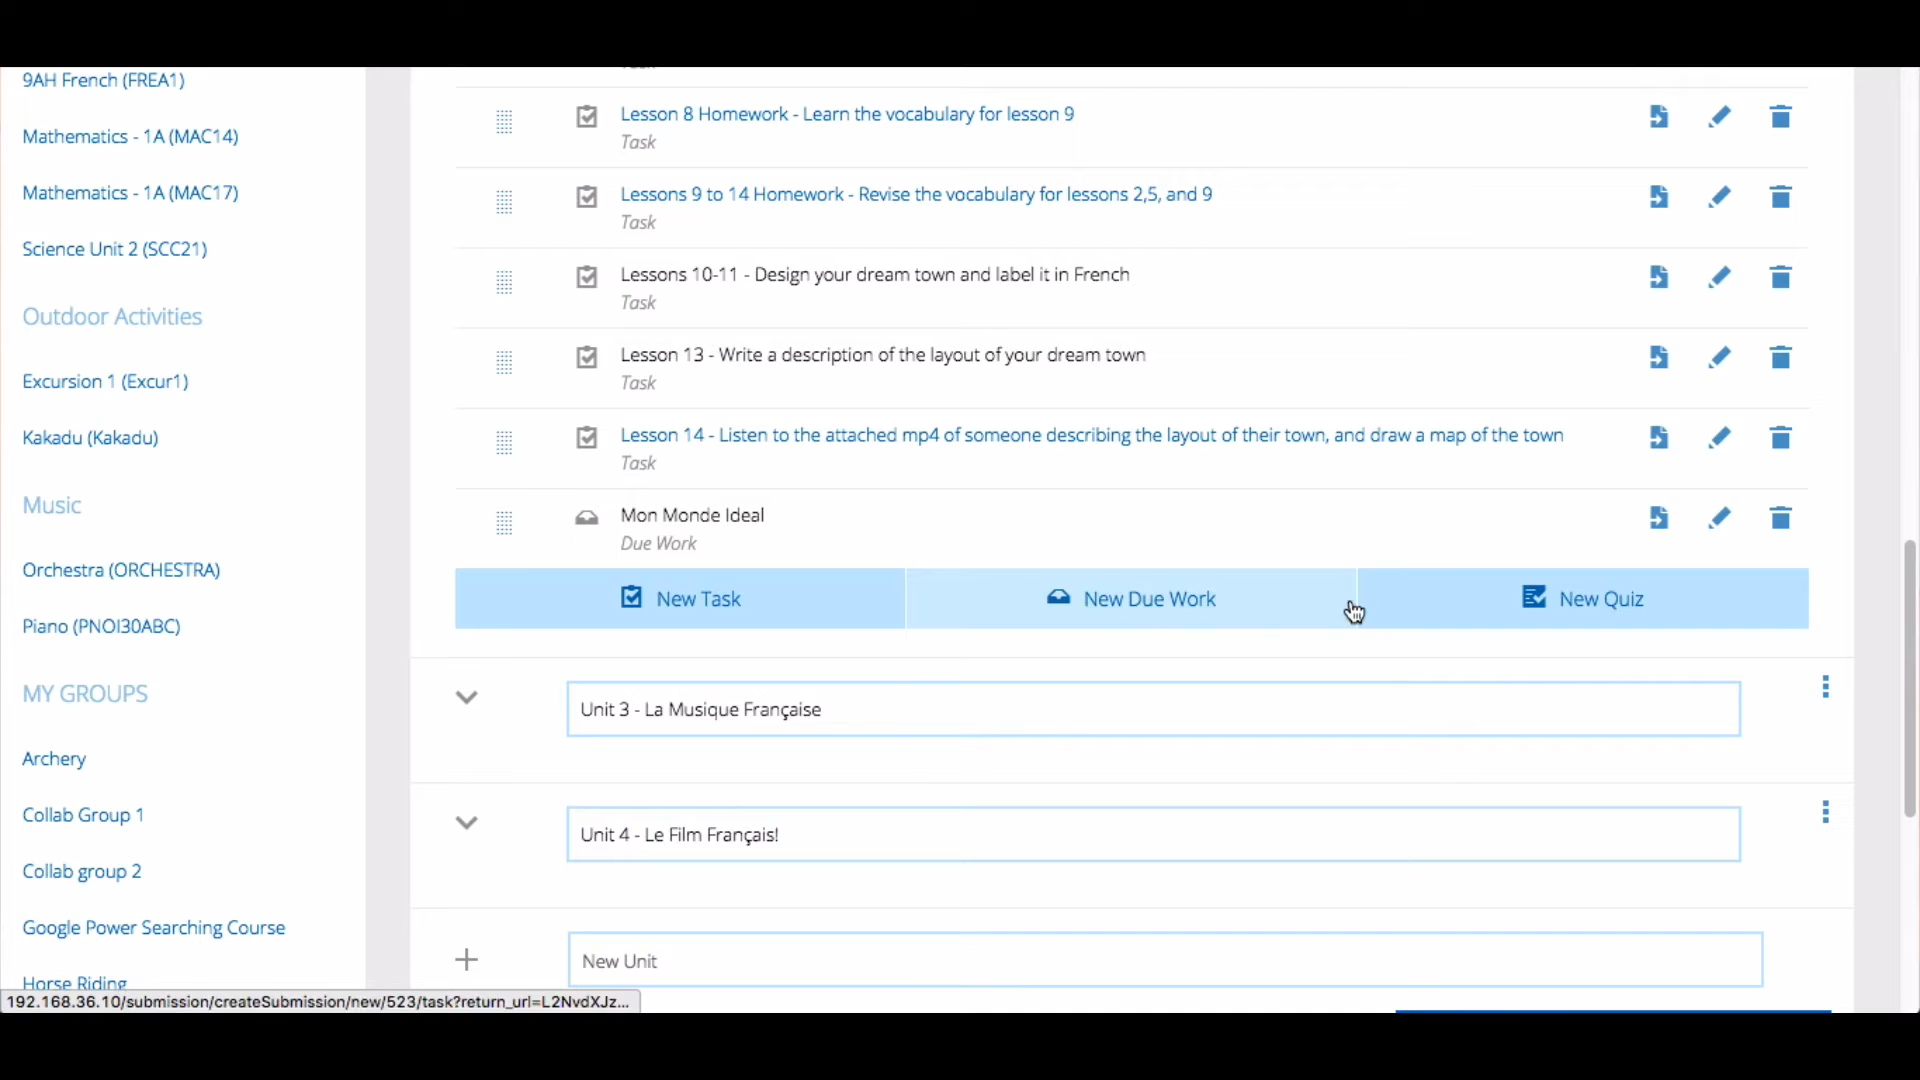 9AH French (FREA1)
Mathematics - 1A (MAC14)
Mathematics - 1A (MAC17)
Science Unit 2 (SCC21)
Outdoor Activities
Excursion 1 (Excur1)
Kakadu (Kakadu)
Music
Orchestra (ORCHESTRA)
Piano (PNOI30ABC)
MY GROUPS
Archery
Collab Group 1
Collab group 2
Google Power Searching Course
Horse Riding
192.168.36.10/submission/createSubmission/new/523/task?return_url=L2NvdXJz...
Lesson 8 Homework - Learn the vocabulary for lesson 9
Task
Lessons 9 to 14 Homework - Revise the vocabulary for lessons 2,5, and 9
Task
Lessons 10-11 - Design your dream town and label it in French
Task
Lesson 13 - Write a description of the layout of your dream town
Task
Lesson 14 - Listen to the attached mp4 of someone describing the layout of their town, and draw a map of the town
Task
Mon Monde Ideal
Due Work
New Task
New Due Work
New Quiz
Unit 3 - La Musique Française
Unit 4 - Le Film Français!
New Unit